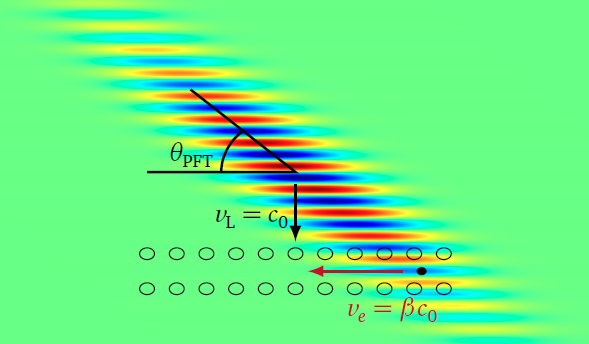 θ_PFT
v_L = c_0
v_e = βc_0